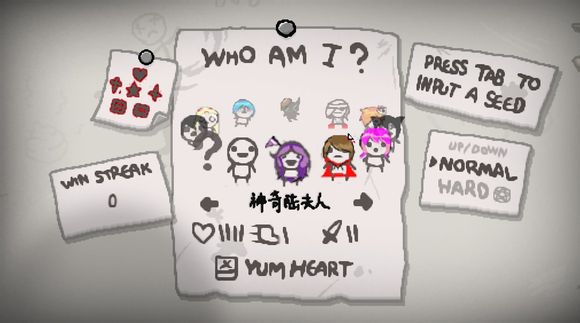 WHO AM I?
PRESS TAB TO
INPUT A SEED
UP/DOWN
NORMAL
HARD
WIN STREAK
0
?
神奇陆夫人
YUM HEART